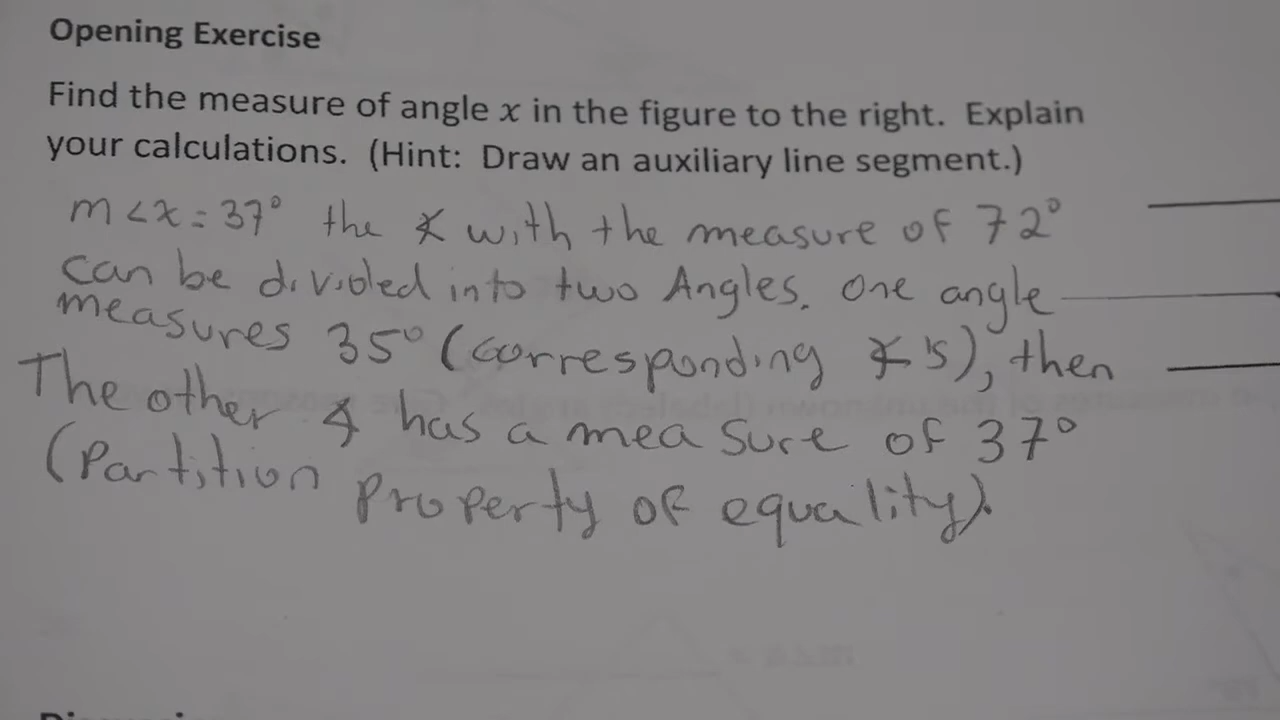 Opening Exercise
Find the measure of angle x in the figure to the right. Explain
your calculations. (Hint: Draw an auxiliary line segment.)
m∠x = 37° the ∡ with the measure of 72°
can be divided into two Angles. One angle
measures 35° (corresponding ∡'s), then
The other ∡ has a measure of 37°
(Partition Property of equality).